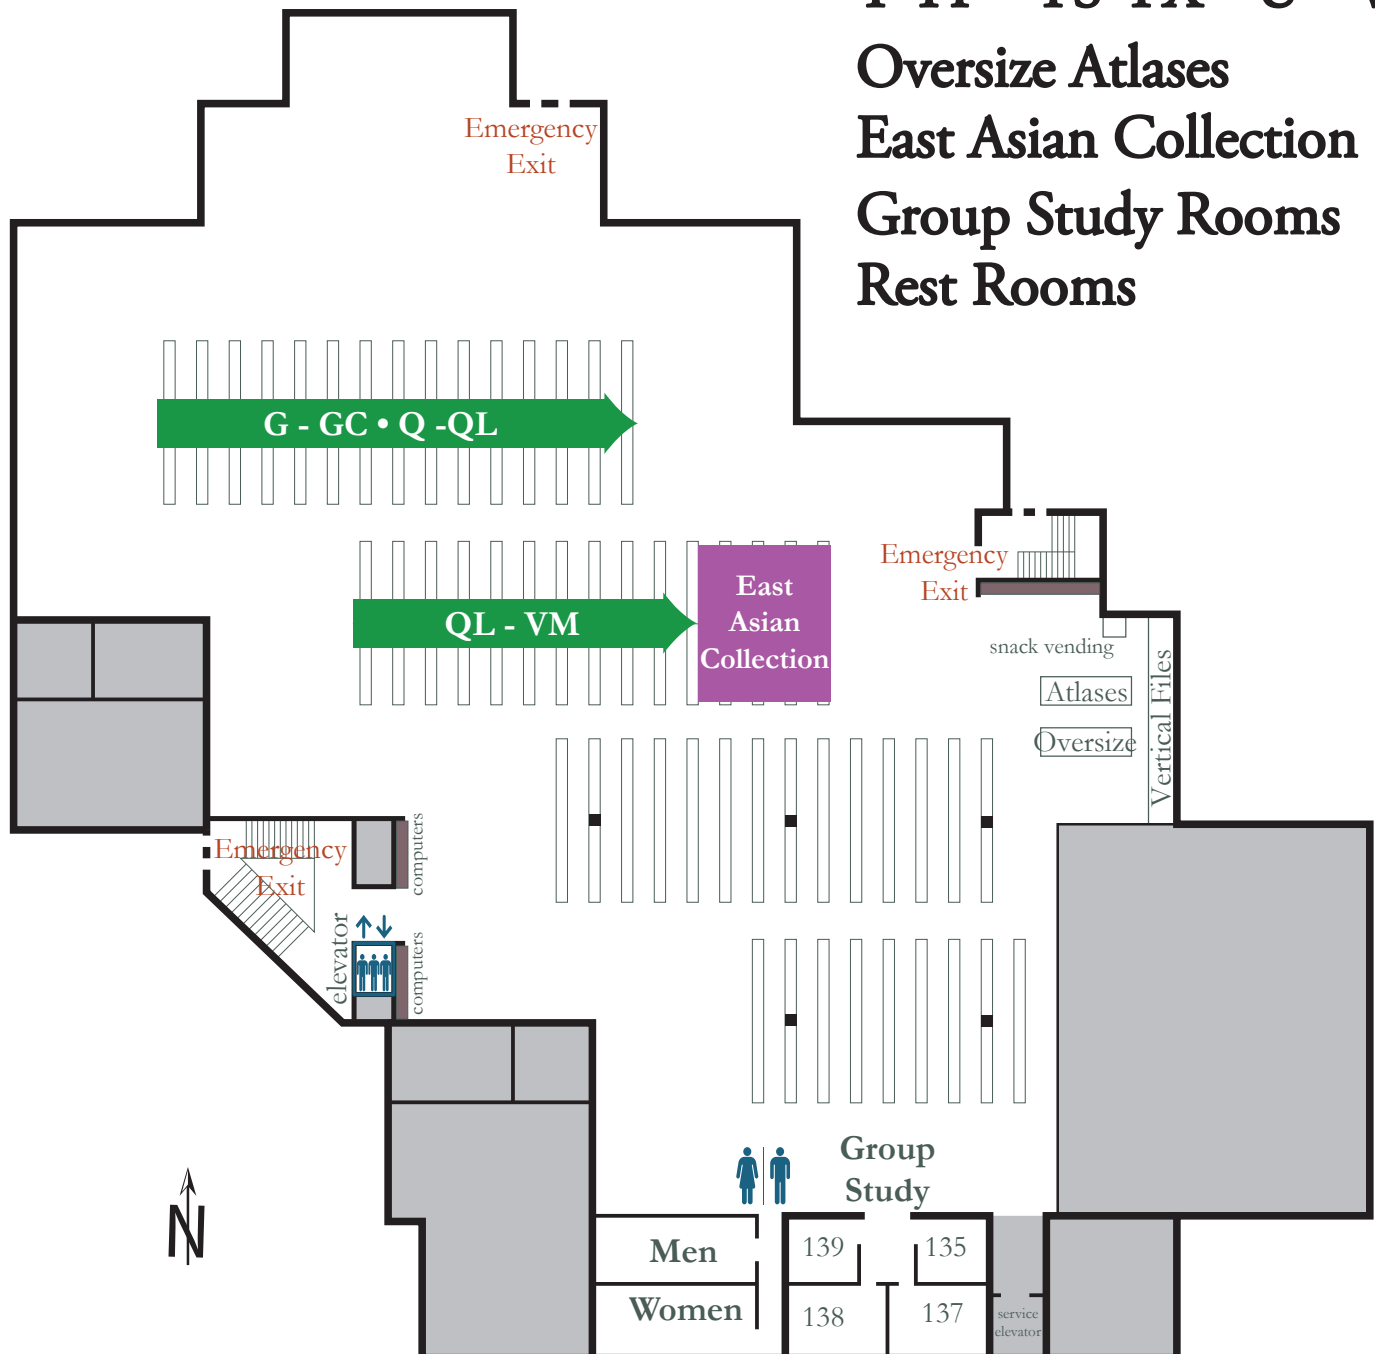 Oversize Atlases
East Asian Collection
Group Study Rooms
Rest Rooms
Emergency
Exit
G - GC • Q -QL
QL - VM
East
Asian
Collection
Emergency
Exit
snack vending
Atlases
Oversize
Vertical Files
Emergency
Exit
computers
elevator
computers
Group
Study
N
Men
Women
139
135
138
137
service
elevator